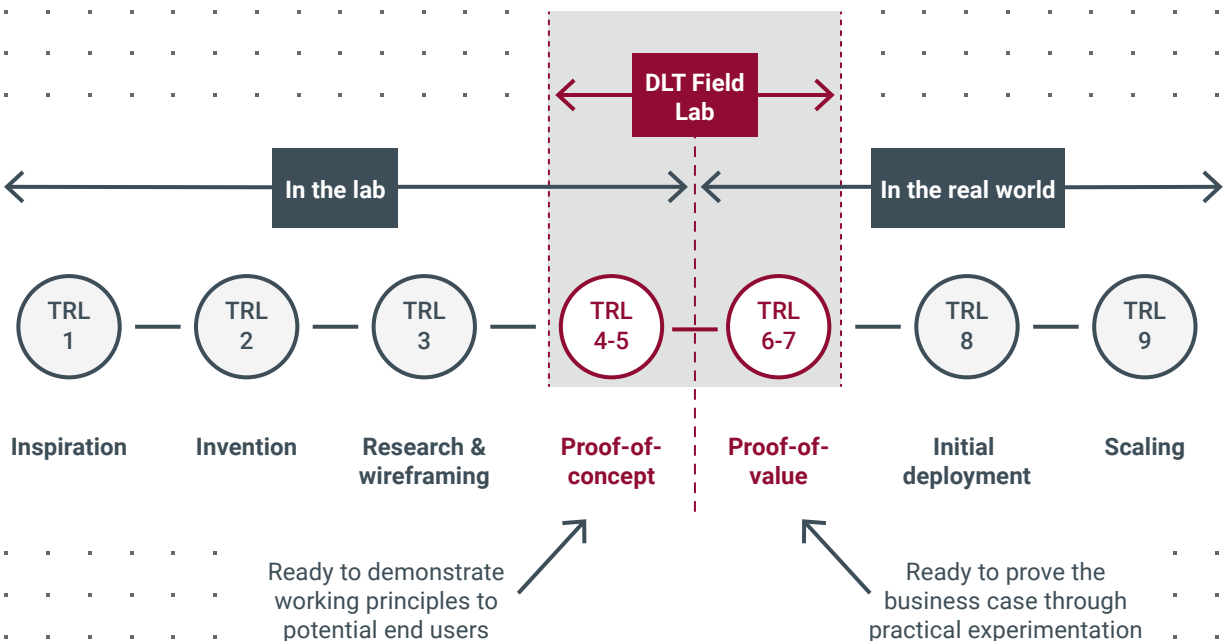 DLT Field
Lab
In the lab
In the real world
TRL
1
TRL
2
TRL
3
TRL
4-5
TRL
6-7
TRL
8
TRL
9
Inspiration
Invention
Research &
wireframing
Proof-of-
concept
Proof-of-
value
Initial
deployment
Scaling
Ready to demonstrate
working principles to
potential end users
Ready to prove the
business case through
practical experimentation